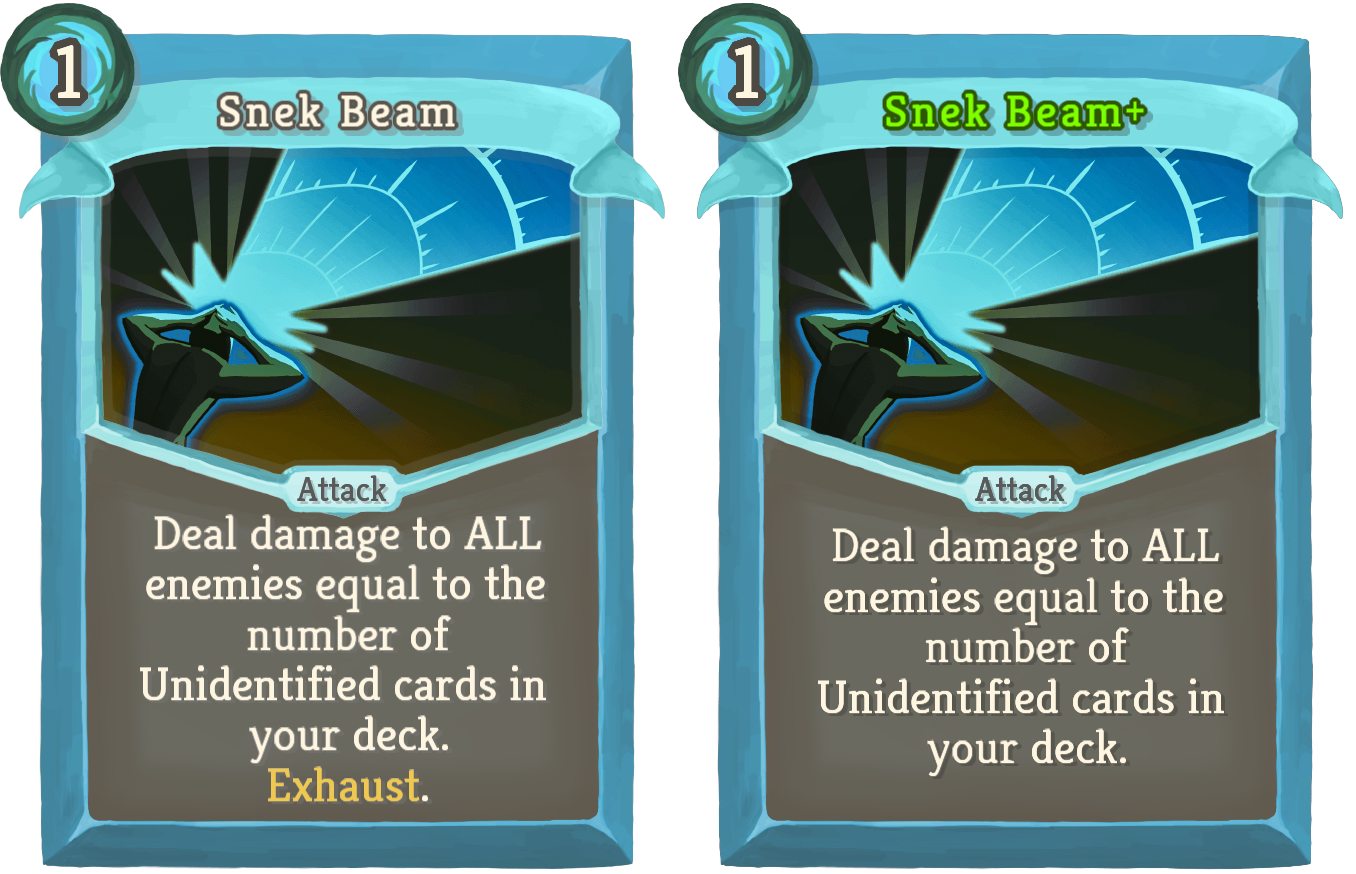 1
Snek Beam
Attack
Deal damage to ALL
enemies equal to the
number of
Unidentified cards in
your deck.
Exhaust.
1
Snek Beam+
Attack
Deal damage to ALL
enemies equal to the
number of
Unidentified cards in
your deck.